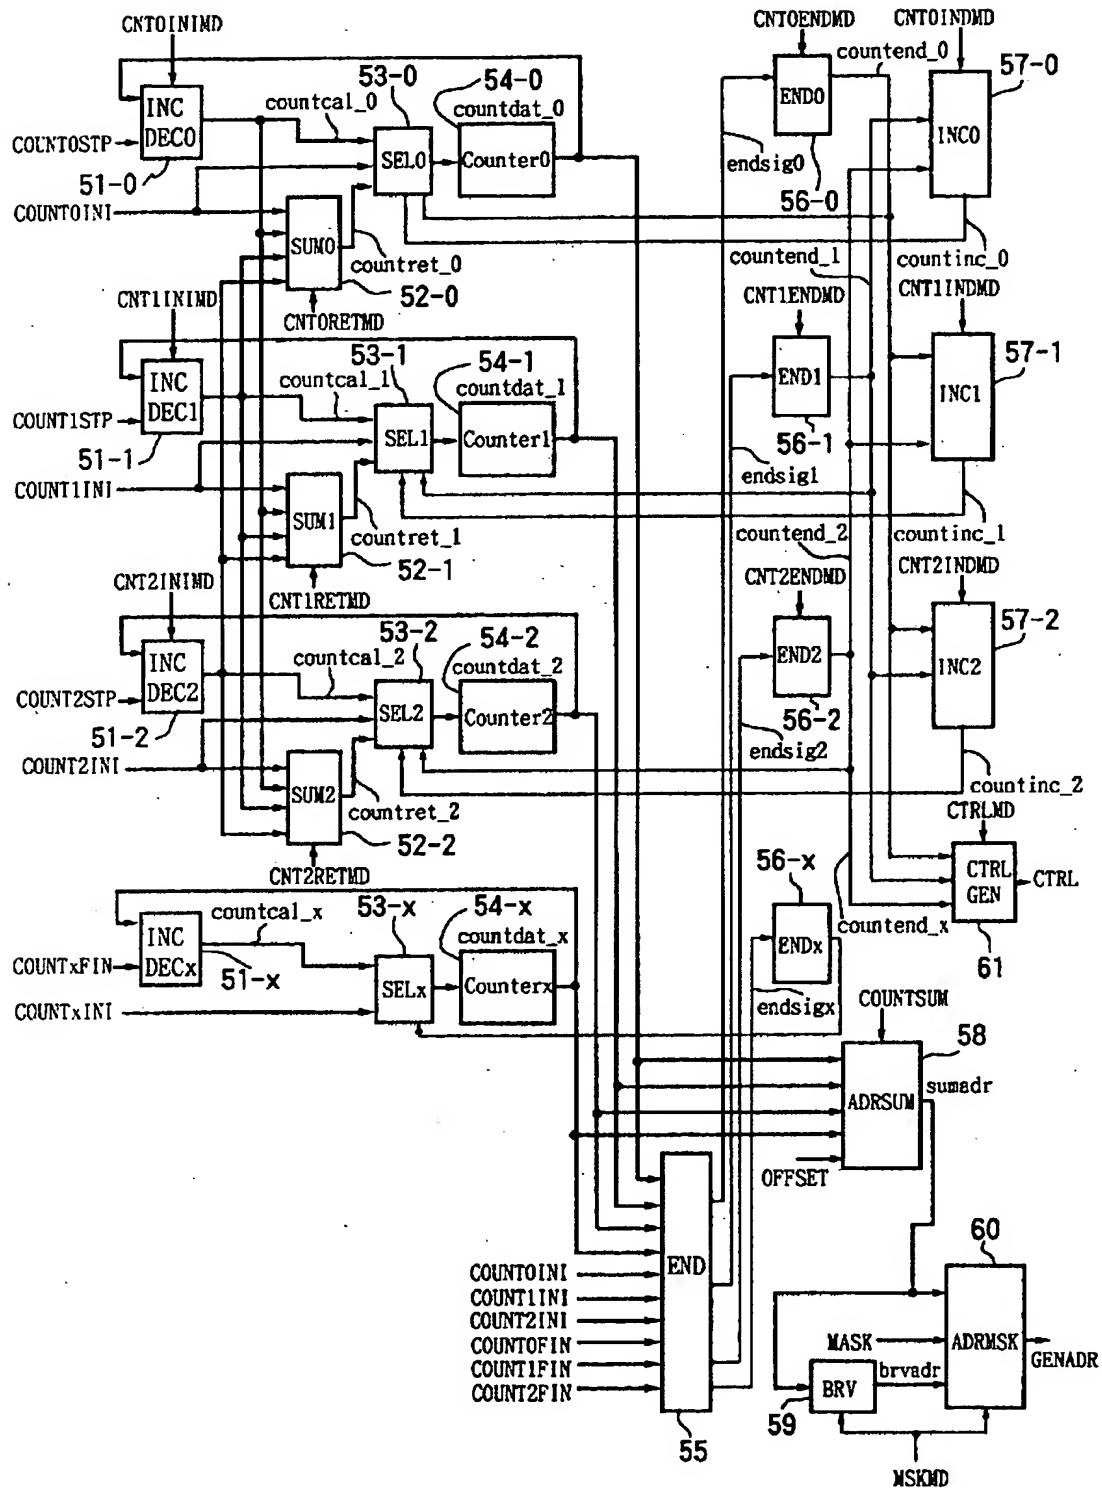 CNT0INIMD
CNT0ENDMD
CNT0INDMD
countend_0
53-0
54-0
57-0
INC
DEC0
countcal_0
countdat_0
END0
INC0
COUNT0STP
SEL0
Counter0
endsig0
51-0
56-0
COUNT0INI
SUM0
countret_0
countend_1
countinc_0
52-0
CNT1INIMD
CNT0RETMD
CNT1ENDMD
CNT1INDMD
53-1
54-1
57-1
INC
DEC1
countcal_1
countdat_1
END1
INC1
COUNT1STP
SEL1
Counter1
51-1
56-1
COUNT1INI
endsig1
SUM1
countret_1
countend_2
countinc_1
52-1
CNT2INIMD
CNT1RETMD
CNT2ENDMD
CNT2INDMD
53-2
54-2
57-2
INC
DEC2
countcal_2
countdat_2
END2
INC2
COUNT2STP
SEL2
Counter2
51-2
56-2
endsig2
COUNT2INI
SUM2
countret_2
countinc_2
CTRLMD
52-2
CNT2RETMD
56-x
CTRL
GEN
CTRL
53-x
54-x
countcal_x
countdat_x
countend_x
INC
DECx
ENDx
61
COUNTxFIN
51-x
SELx
Counterx
COUNTxINI
endsigx
COUNTSUM
58
sumadr
ADRSUM
OFFSET
60
END
COUNT0INI
COUNT1INI
COUNT2INI
COUNT0FIN
COUNT1FIN
COUNT2FIN
MASK
ADRMSK
GENADR
brvadr
BRV
59
55
MSKMD